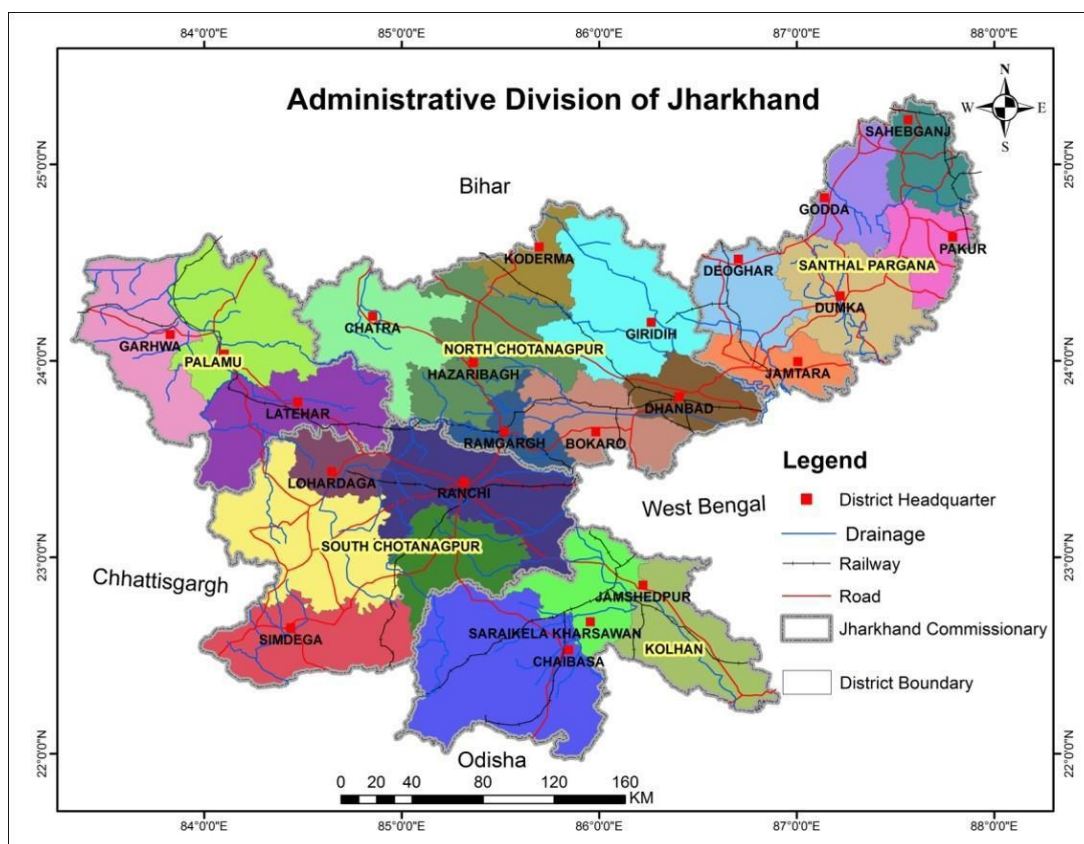 84°0'0"E
85°0'0"E
86°0'0"E
87°0'0"E
88°0'0"E
Administrative Division of Jharkhand
N
W
E
S
25°0'0"N
25°0'0"N
Bihar
SAHEBGANJ
GODDA
PAKUR
KODERMA
DEOGHAR
SANTHAL PARGANA
DUMKA
CHATRA
GIRIDIH
GARHWA
PALAMU
NORTH CHOTANAGPUR
HAZARIBAGH
JAMTARA
24°0'0"N
24°0'0"N
LATEHAR
DHANBAD
RAMGARGH
BOKARO
LOHARDAGA
RANCHI
Legend
District Headquarter
West Bengal
Drainage
SOUTH CHOTANAGPUR
23°0'0"N
23°0'0"N
Railway
Chhattisgargh
JAMSHEDPUR
Road
SIMDEGA
SARAIKELA KHARSAWAN
Jharkhand Commissionary
CHAIBASA
KOLHAN
District Boundary
22°0'0"N
22°0'0"N
Odisha
0 20 40 80 120 160
KM
84°0'0"E
85°0'0"E
86°0'0"E
87°0'0"E
88°0'0"E